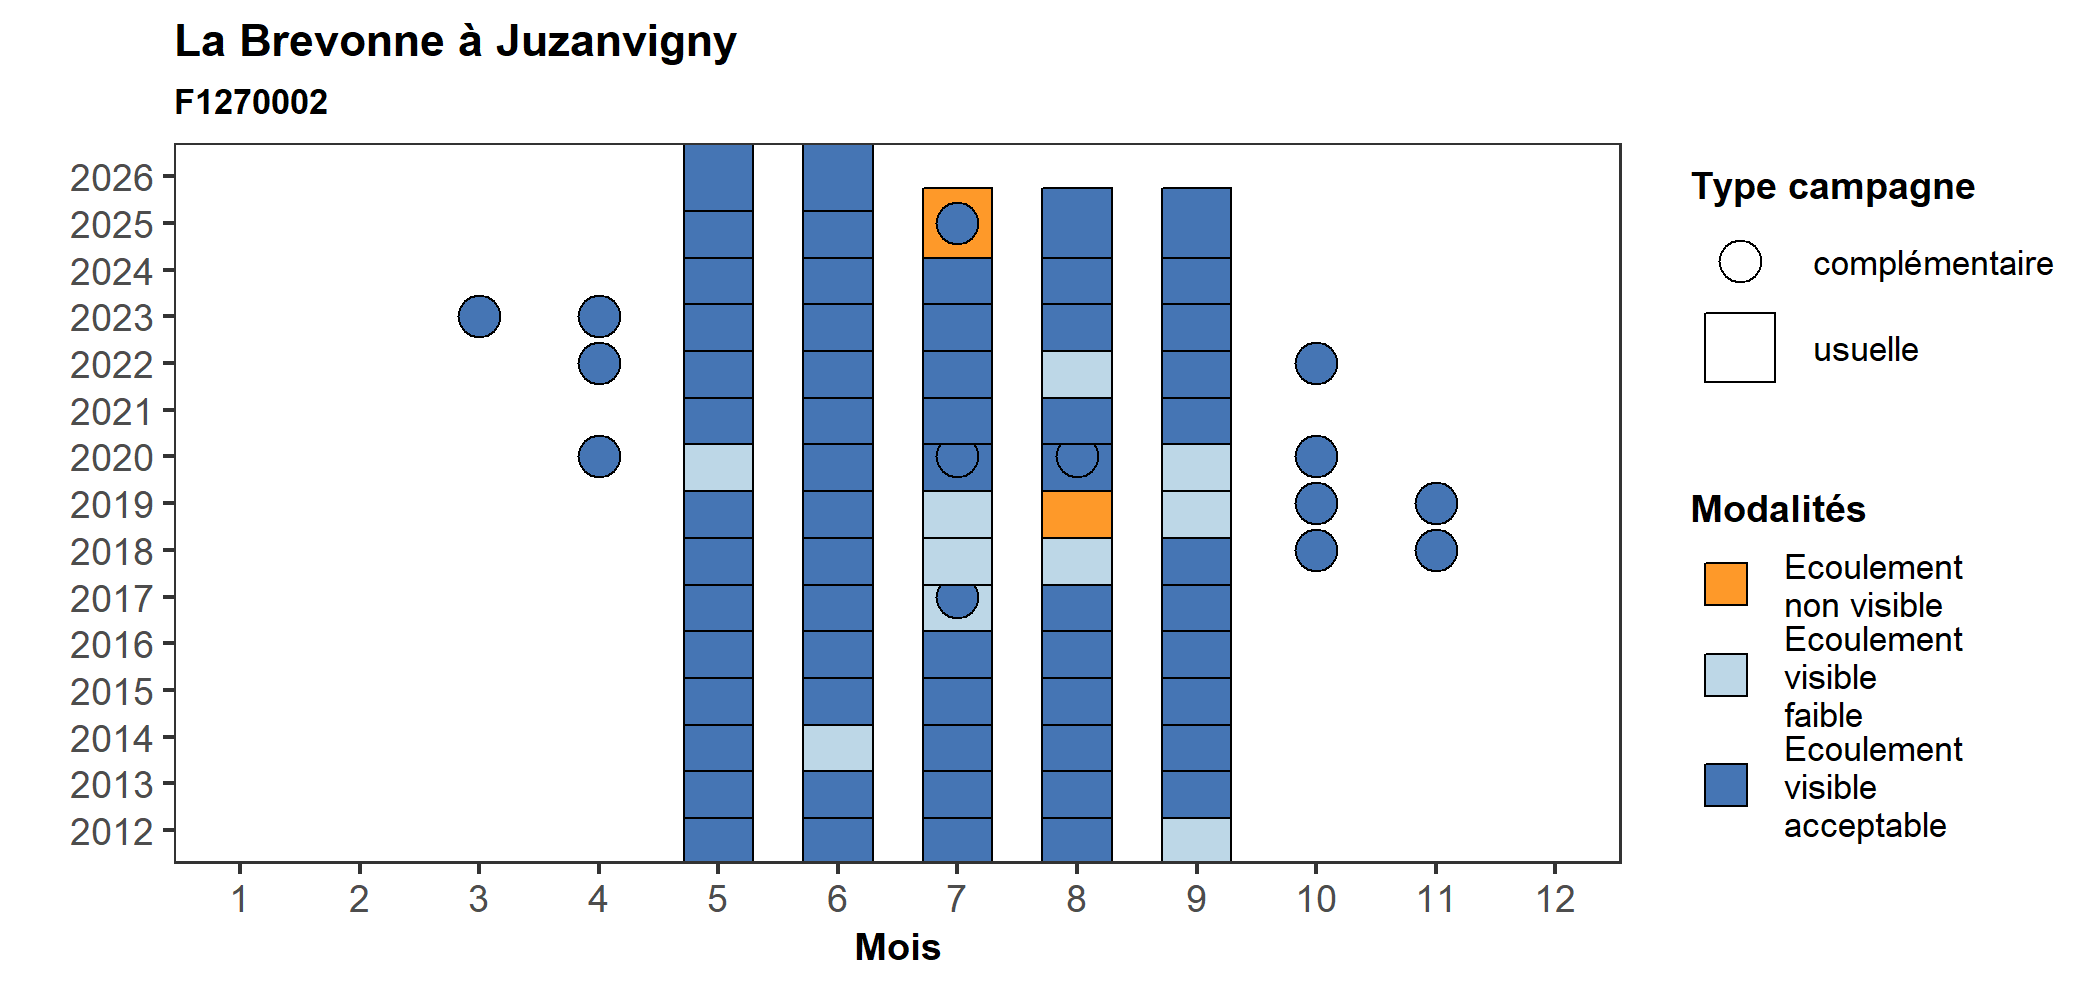 La Brevonne à Juzanvigny
F1270002
2026
2025
2024
2023
2022
2021
2020
2019
2018
2017
2016
2015
2014
2013
2012
1 2 3 4 5 6 7 8 9 10 11 12
Mois
Type campagne
complémentaire
usuelle
Modalités
Ecoulement
non visible
Ecoulement
visible
faible
Ecoulement
visible
acceptable